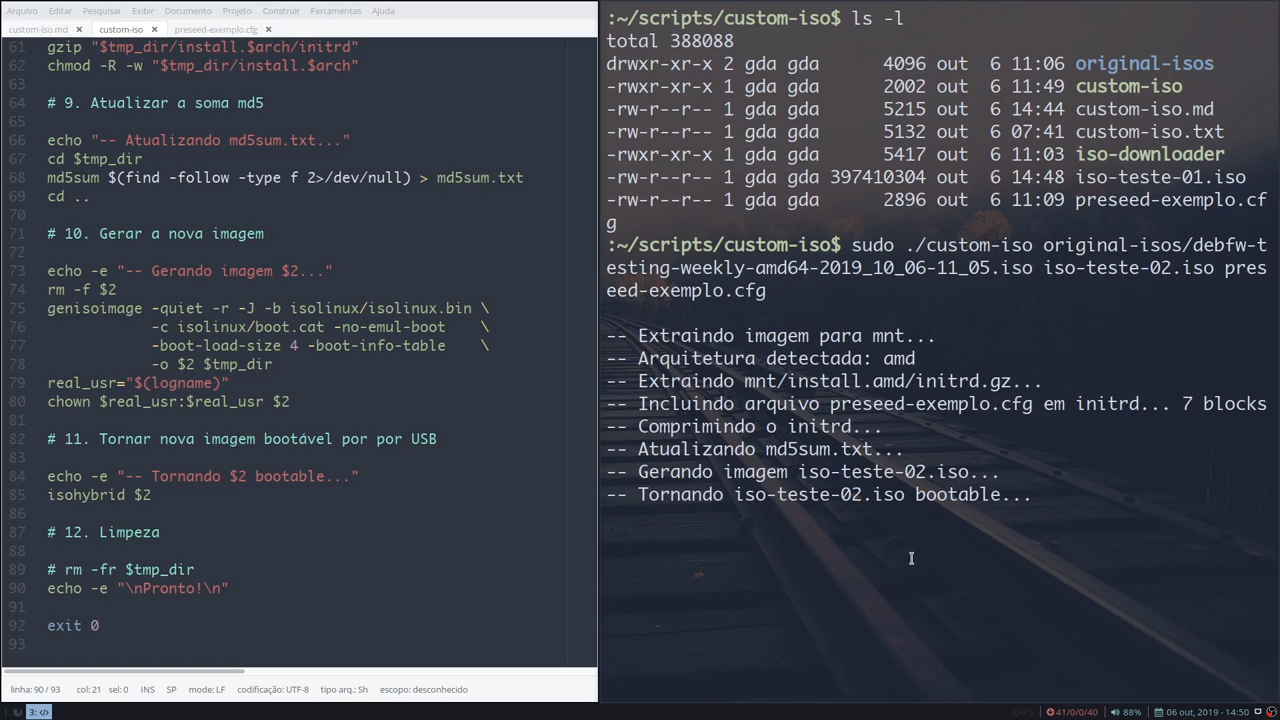 Arquivo Editar Pesquisar Exibir Documento Projeto Construir Ferramentas Ajuda
custom-iso.md × custom-iso × preseed-exemplo.cfg ×
61 gzip "$tmp_dir/install.$arch/initrd"
62 chmod -R -w "$tmp_dir/install.$arch"
63
64 # 9. Atualizar a soma md5
65
66 echo "-- Atualizando md5sum.txt..."
67 cd $tmp_dir
68 md5sum $(find -follow -type f 2>/dev/null) > md5sum.txt
69 cd ..
70
71 # 10. Gerar a nova imagem
72
73 echo -e "-- Gerando imagem $2..."
74 rm -f $2
75 genisoimage -quiet -r -J -b isolinux/isolinux.bin \
76 -c isolinux/boot.cat -no-emul-boot \
77 -boot-load-size 4 -boot-info-table \
78 -o $2 $tmp_dir
79 real_usr="$(logname)"
80 chown $real_usr:$real_usr $2
81
82 # 11. Tornar nova imagem bootável por por USB
83
84 echo -e "-- Tornando $2 bootable..."
85 isohybrid $2
86
87 # 12. Limpeza
88
89 # rm -fr $tmp_dir
90 echo -e "\nPronto!\n"
91
92 exit 0
93
linha: 90 / 93 col: 21 sel: 0 INS SP mode: LF codificação: UTF-8 tipo arq.: Sh escopo: desconhecido
:~/scripts/custom-iso$ ls -l
total 388088
drwxr-xr-x 2 gda gda 4096 out 6 11:06 original-isos
-rwxr-xr-x 1 gda gda 2002 out 6 11:49 custom-iso
-rw-r--r-- 1 gda gda 5215 out 6 14:44 custom-iso.md
-rw-r--r-- 1 gda gda 5132 out 6 07:41 custom-iso.txt
-rwxr-xr-x 1 gda gda 5417 out 6 11:03 iso-downloader
-rw-r--r-- 1 gda gda 397410304 out 6 14:48 iso-teste-01.iso
-rw-r--r-- 1 gda gda 2896 out 6 11:09 preseed-exemplo.cf
g
:~/scripts/custom-iso$ sudo ./custom-iso original-isos/debfw-t
esting-weekly-amd64-2019_10_06-11_05.iso iso-teste-02.iso pres
eed-exemplo.cfg
-- Extraindo imagem para mnt...
-- Arquitetura detectada: amd
-- Extraindo mnt/install.amd/initrd.gz...
-- Incluindo arquivo preseed-exemplo.cfg em initrd... 7 blocks
-- Comprimindo o initrd...
-- Atualizando md5sum.txt...
-- Gerando imagem iso-teste-02.iso...
-- Tornando iso-teste-02.iso bootable...
1: 3: </> CAPS 41/0/0/40 88% 06 out, 2019 - 14:50